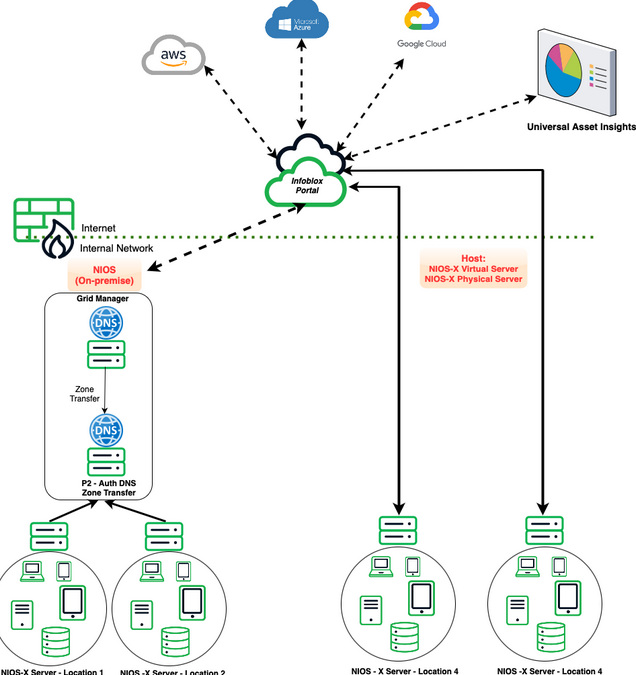 aws
Microsoft
Azure
Google Cloud
Universal Asset Insights
Infoblox
Portal
Internet
Internal Network
NIOS
(On-premise)
Host:
NIOS-X Virtual Server
NIOS-X Physical Server
Grid Manager
DNS
Zone
Transfer
DNS
P2 - Auth DNS
Zone Transfer
NIOS-X Server - Location 1
NIOS -X Server - Location 2
NIOS - X Server - Location 4
NIOS -X Server - Location 4